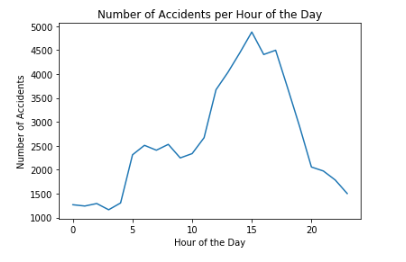 Number of Accidents per Hour of the Day
5000
4500
4000
3500
3000
2500
2000
1500
1000
Number of Accidents
0 5 10 15 20
Hour of the Day